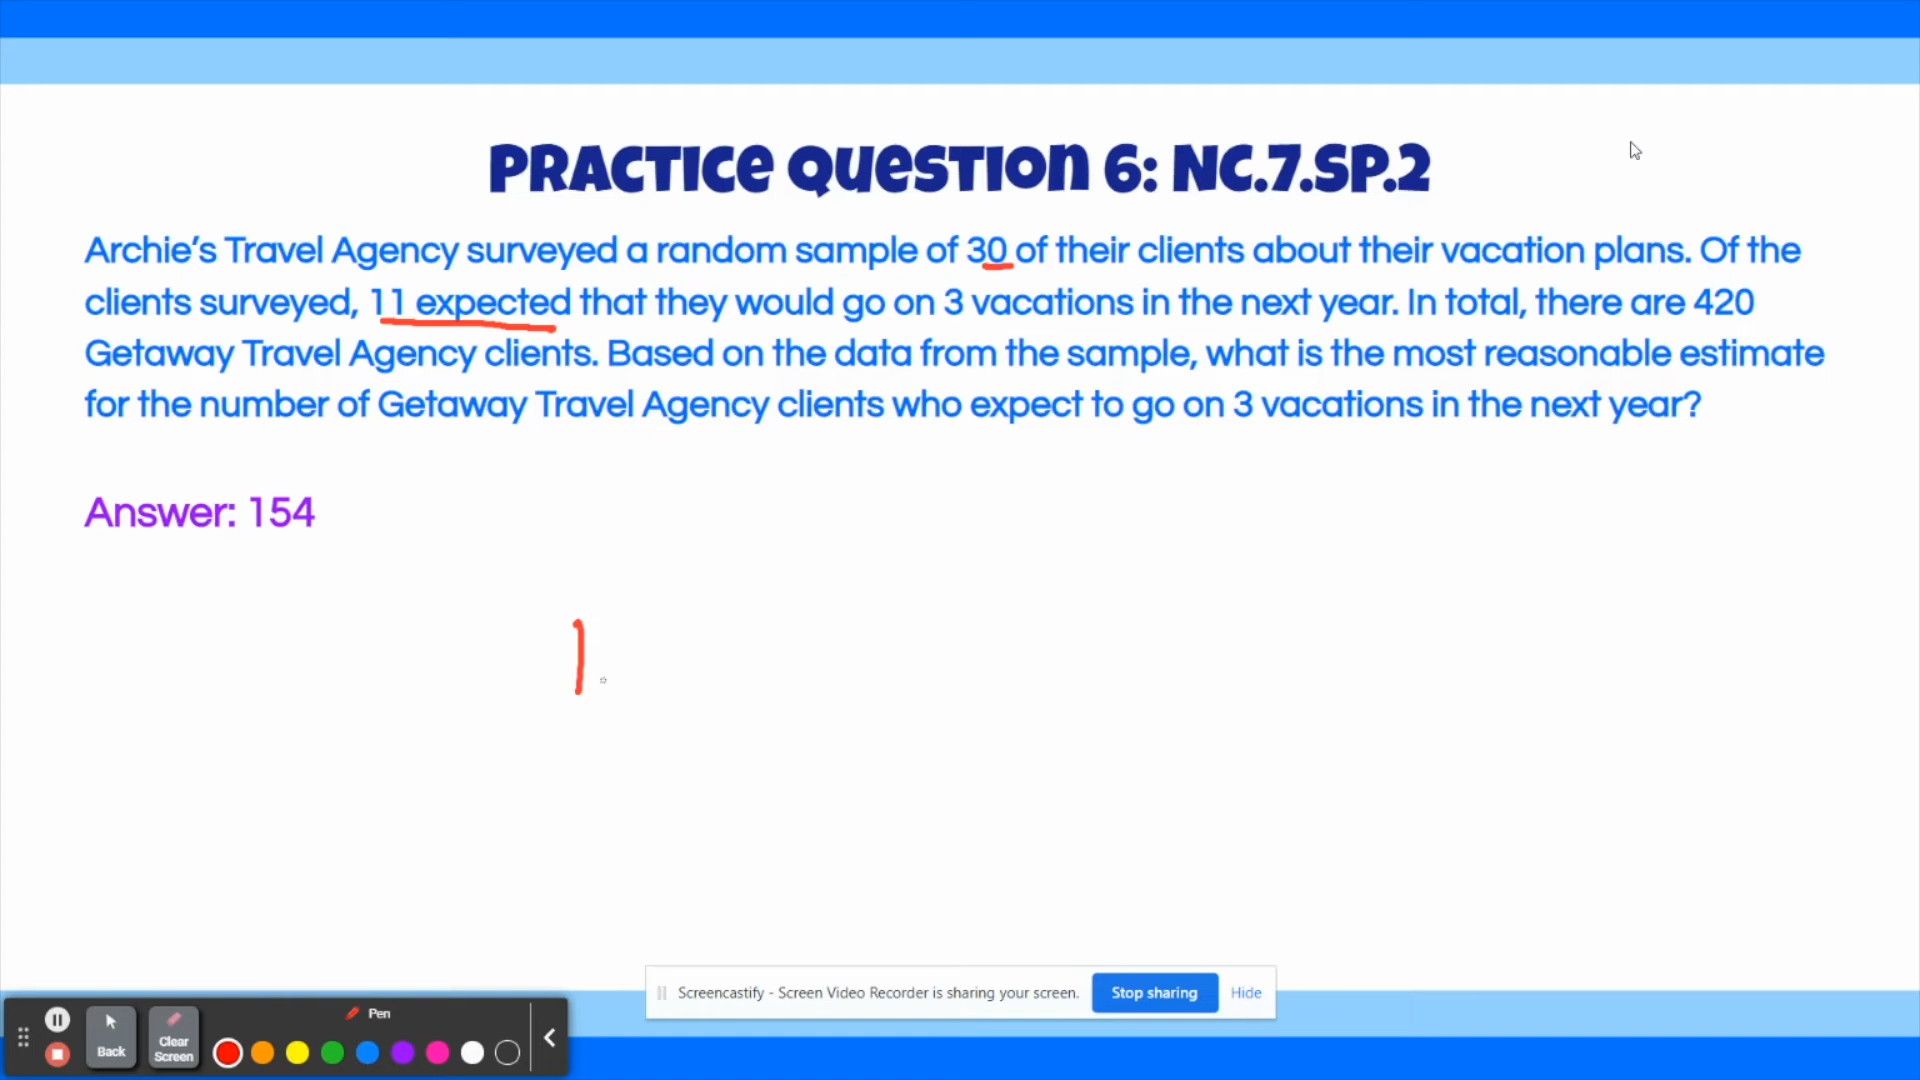 PRACTICE QUESTION 6: NC.7.SP.2
Archie's Travel Agency surveyed a random sample of 30 of their clients about their vacation plans. Of the
clients surveyed, 11 expected that they would go on 3 vacations in the next year. In total, there are 420
Getaway Travel Agency clients. Based on the data from the sample, what is the most reasonable estimate
for the number of Getaway Travel Agency clients who expect to go on 3 vacations in the next year?
Answer: 154
1
Screencastify - Screen Video Recorder is sharing your screen.
Stop sharing
Hide
Pen
Back
Clear
Screen